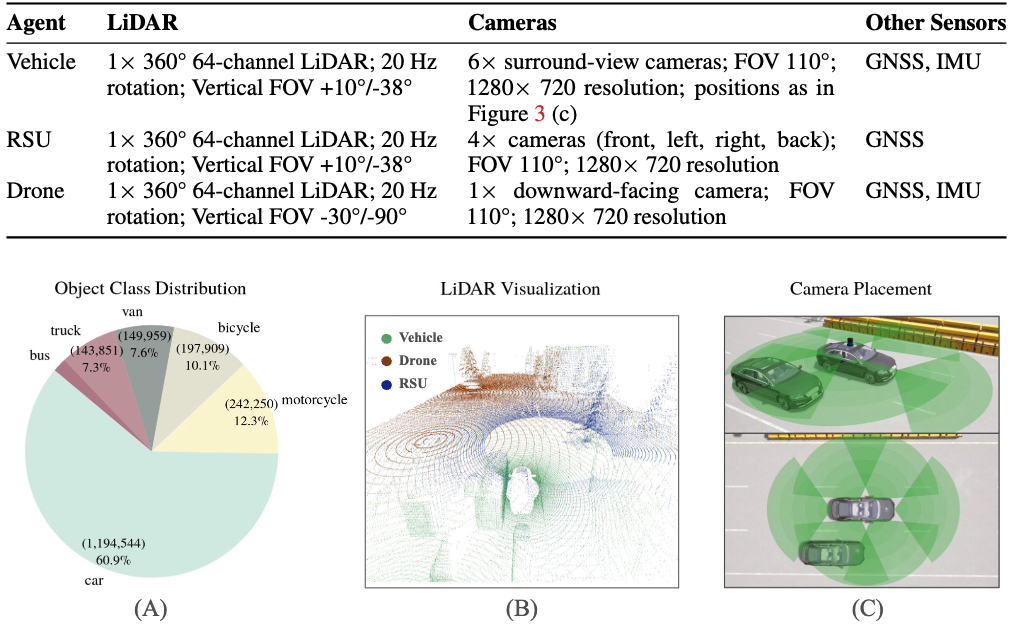 Agent LiDAR Cameras Other Sensors
Vehicle 1× 360° 64-channel LiDAR; 20 Hz 6× surround-view cameras; FOV 110°; GNSS, IMU
rotation; Vertical FOV +10°/-38° 1280× 720 resolution; positions as in
Figure 3 (c)
RSU 1× 360° 64-channel LiDAR; 20 Hz 4× cameras (front, left, right, back); GNSS
rotation; Vertical FOV +10°/-38° FOV 110°; 1280× 720 resolution
Drone 1× 360° 64-channel LiDAR; 20 Hz 1× downward-facing camera; FOV GNSS, IMU
rotation; Vertical FOV -30°/-90° 110°; 1280× 720 resolution
Object Class Distribution
van
(149,959)
7.6%
truck
(143,851)
7.3%
bus
bicycle
(197,909)
10.1%
(242,250) motorcycle
12.3%
(1,194,544)
60.9%
car
(A)
LiDAR Visualization
Vehicle
Drone
RSU
(B)
Camera Placement
(C)